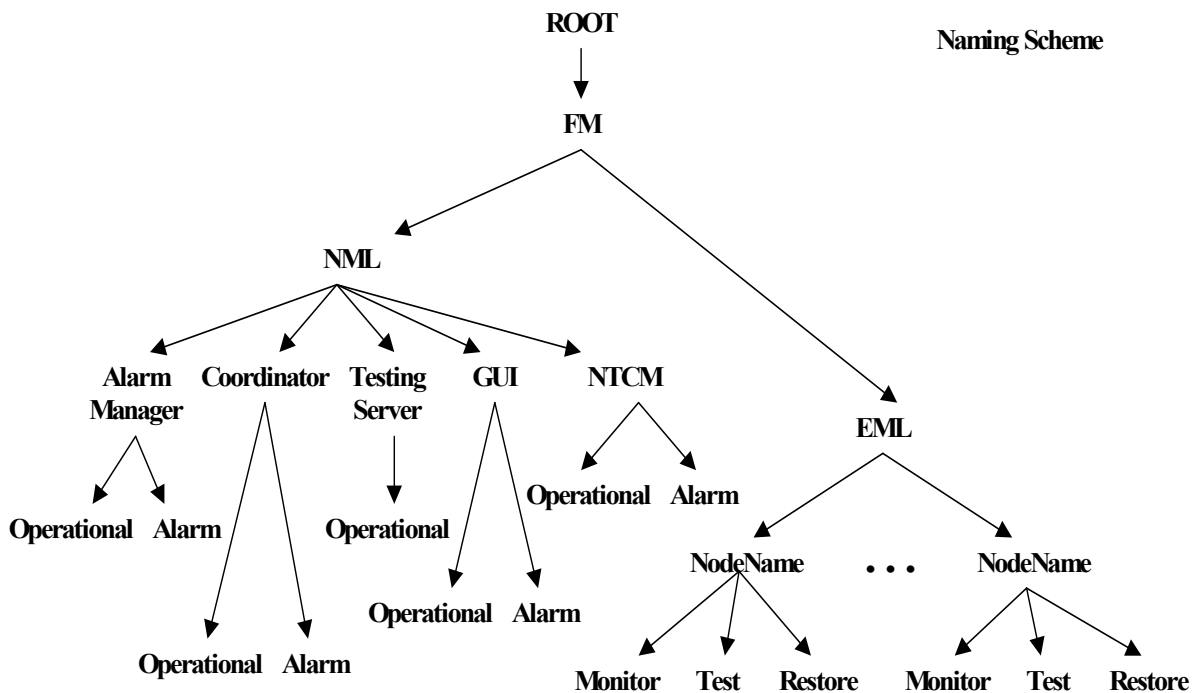 ROOT
Naming Scheme
FM
NML
Alarm
Manager
Coordinator
Testing
Server
GUI
NTCM
EML
Operational Alarm
Operational
Operational Alarm
NodeName
. . .
NodeName
Operational Alarm
Operational Alarm
Monitor Test Restore
Monitor Test Restore